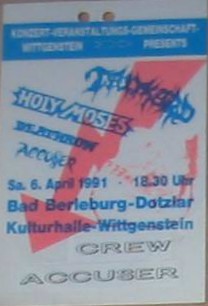 KONZERT-VERANSTALTUNGS-GEMEINSCHAFT
WITTGENSTEIN PRESENTS
HOLY MOSES
ACCUSER
Sa. 6. April 1991 18.30 Uhr
Bad Berleburg-Dotzlar
Kulturhalle-Wittgenstein
CREW
ACCUSER